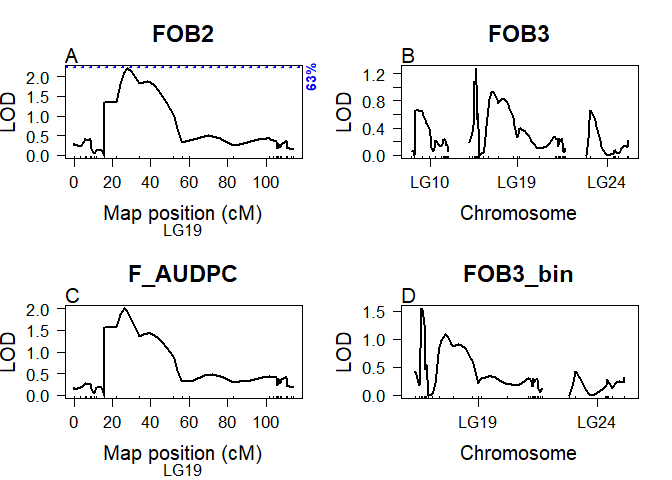 FOB2
A
LOD
0.0 0.5 1.0 1.5 2.0
63%
0 20 40 60 80 100
Map position (cM)
LG19
FOB3
B
LOD
0.0 0.4 0.8 1.2
LG10 LG19 LG24
Chromosome
F_AUDPC
C
LOD
0.0 0.5 1.0 1.5 2.0
0 20 40 60 80 100
Map position (cM)
LG19
FOB3_bin
D
LOD
0.0 0.5 1.0 1.5
LG19 LG24
Chromosome